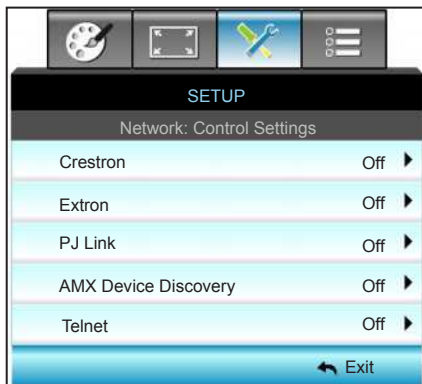 SETUP
Network: Control Settings
Crestron Off
Extron Off
PJ Link Off
AMX Device Discovery Off
Telnet Off
Exit